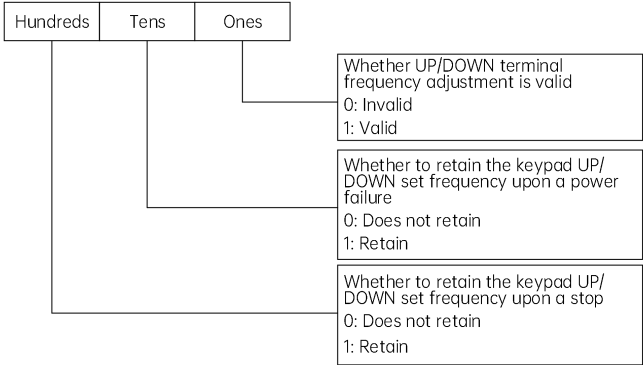 Hundreds Tens Ones
Whether UP/DOWN terminal
frequency adjustment is valid
0: Invalid
1: Valid
Whether to retain the keypad UP/
DOWN set frequency upon a power
failure
0: Does not retain
1: Retain
Whether to retain the keypad UP/
DOWN set frequency upon a stop
0: Does not retain
1: Retain